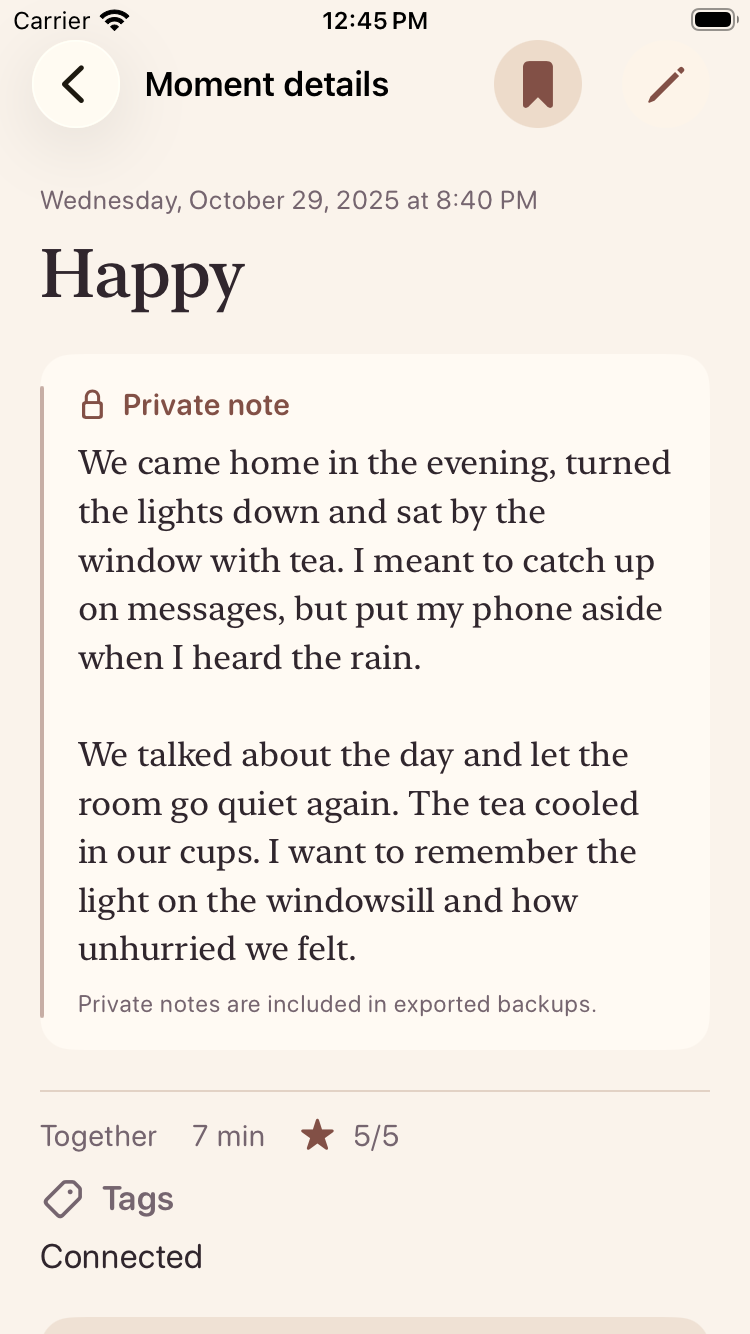 Carrier 12:45 PM
Moment details
Wednesday, October 29, 2025 at 8:40 PM
Happy
Private note
We came home in the evening, turned
the lights down and sat by the
window with tea. I meant to catch up
on messages, but put my phone aside
when I heard the rain.
We talked about the day and let the
room go quiet again. The tea cooled
in our cups. I want to remember the
light on the windowsill and how
unhurried we felt.
Private notes are included in exported backups.
Together 7 min 5/5
Tags
Connected